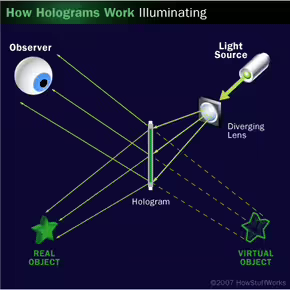 How Holograms Work Illuminating
Observer
Light
Source
Diverging
Lens
Hologram
REAL
OBJECT
VIRTUAL
OBJECT
©2007 HowStuffWorks